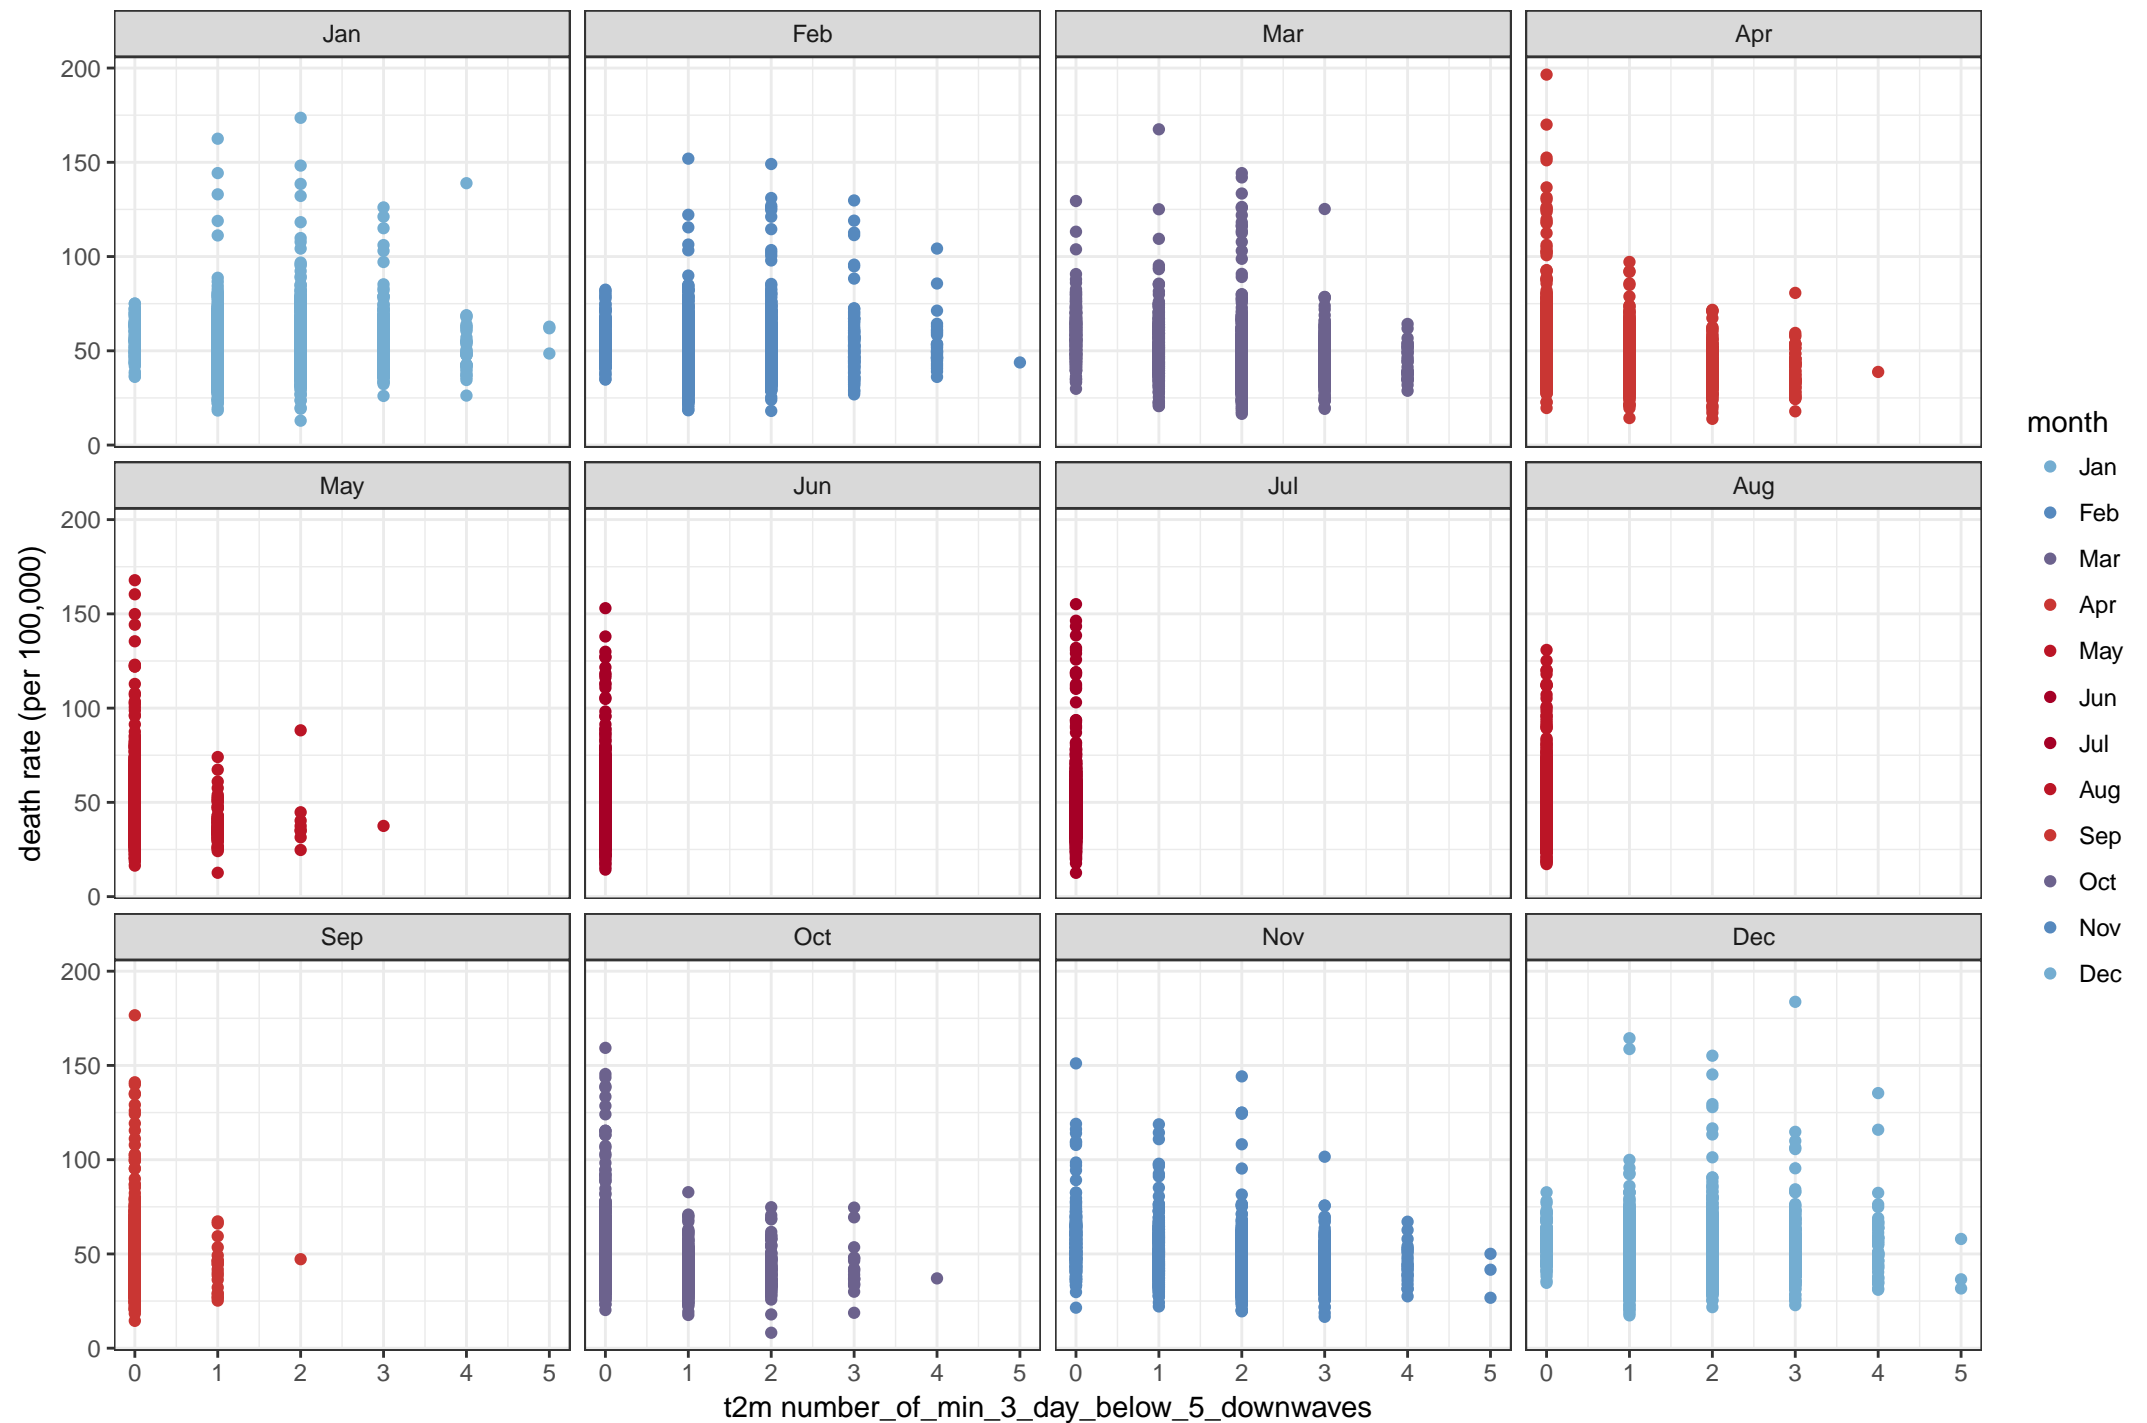 Jan Feb Mar Apr
200
150
100
50
0
May Jun Jul Aug
200
150
100
50
0
Sep Oct Nov Dec
200
150
100
50
0
0 1 2 3 4 5 0 1 2 3 4 5 0 1 2 3 4 5 0 1 2 3 4 5
t2m number_of_min_3_day_below_5_downwaves
death rate (per 100,000)
month
Jan
Feb
Mar
Apr
May
Jun
Jul
Aug
Sep
Oct
Nov
Dec